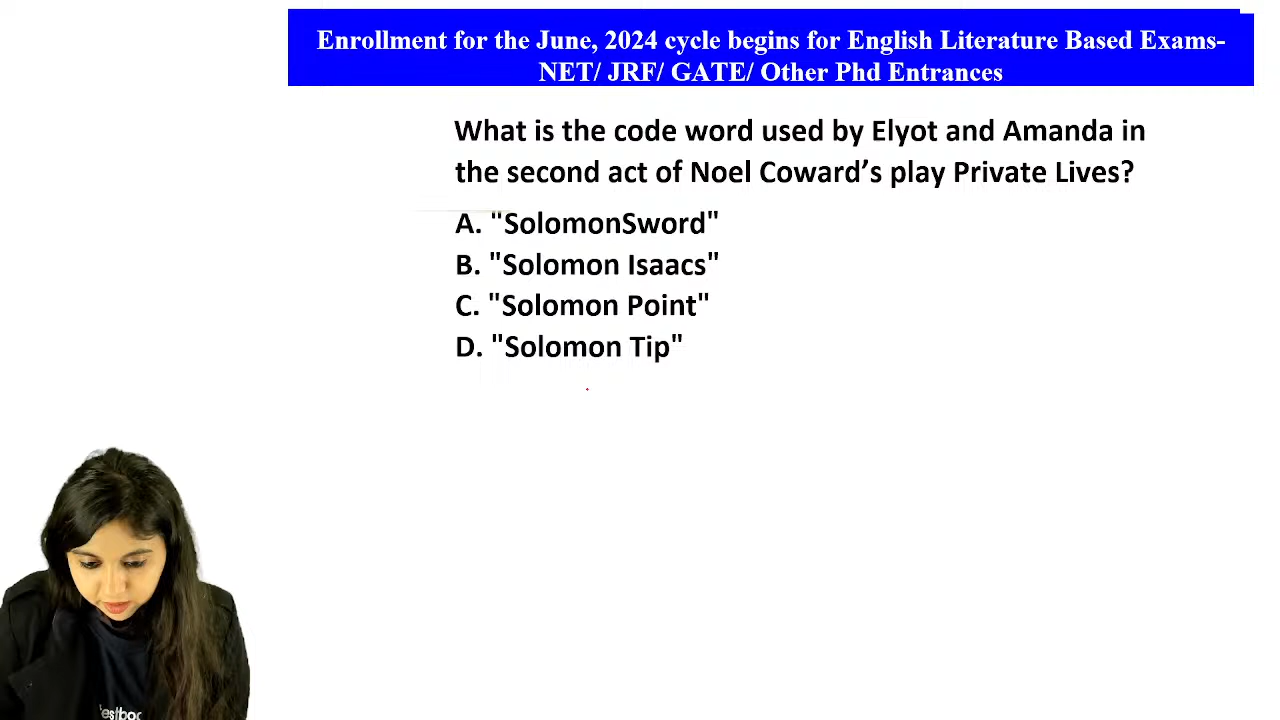 Enrollment for the June, 2024 cycle begins for English Literature Based Exams-
NET/ JRF/ GATE/ Other Phd Entrances
What is the code word used by Elyot and Amanda in
the second act of Noel Coward’s play Private Lives?
A. "SolomonSword"
B. "Solomon Isaacs"
C. "Solomon Point"
D. "Solomon Tip"